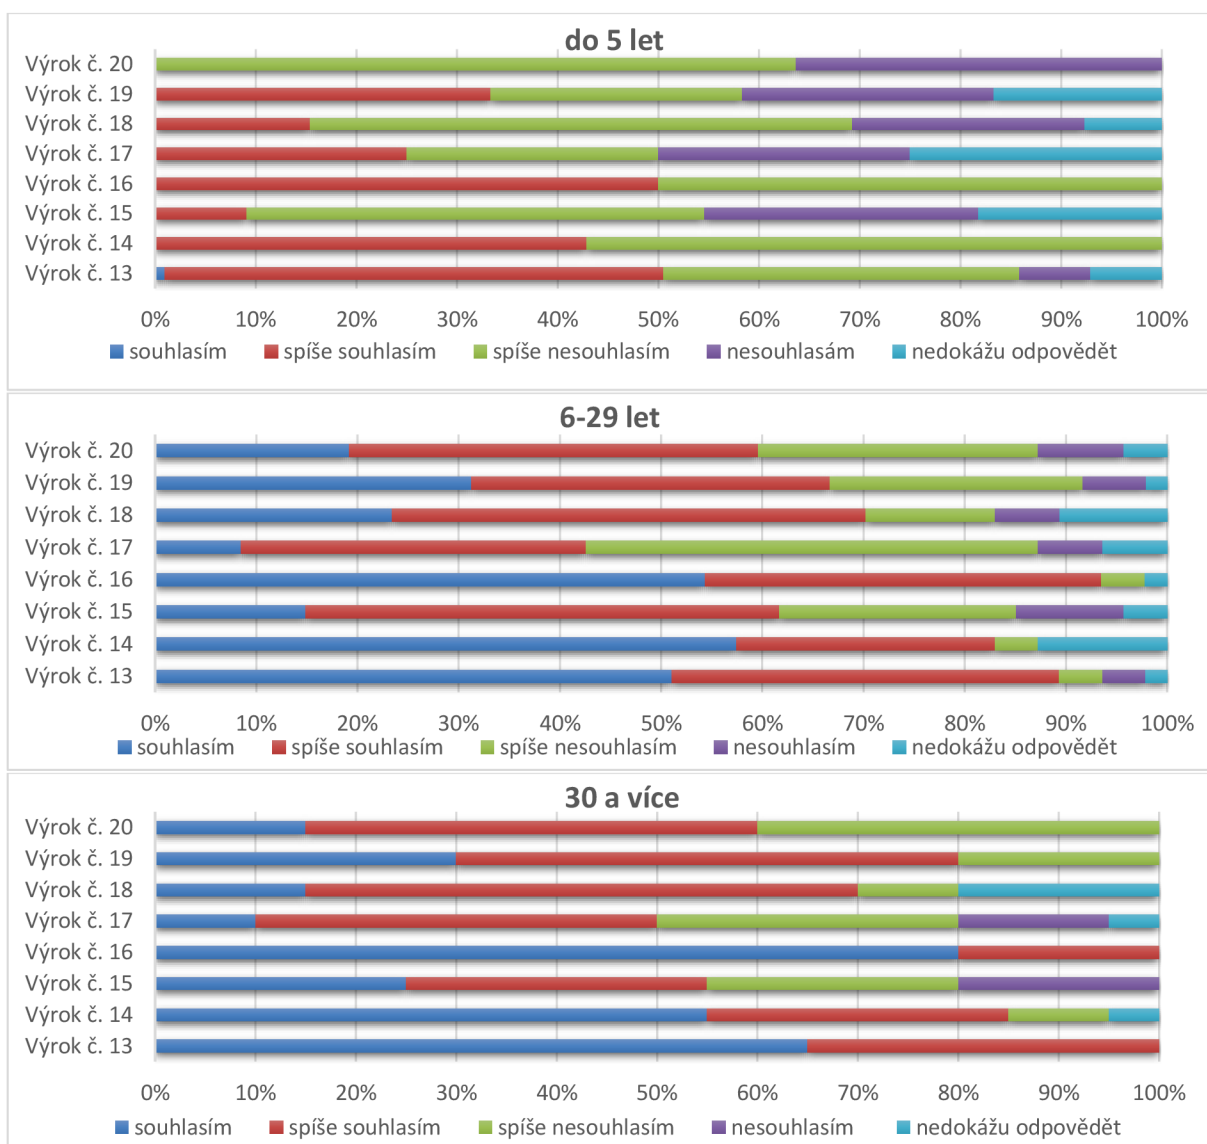 do 5 let
Výrok č. 20
Výrok č. 19
Výrok č. 18
Výrok č. 17
Výrok č. 16
Výrok č. 15
Výrok č. 14
Výrok č. 13
0% 10% 20% 30% 40% 50% 60% 70% 80% 90% 100%
souhlasím spíše souhlasím spíše nesouhlasím nesouhlasám nedokážu odpovědět
6-29 let
Výrok č. 20
Výrok č. 19
Výrok č. 18
Výrok č. 17
Výrok č. 16
Výrok č. 15
Výrok č. 14
Výrok č. 13
0% 10% 20% 30% 40% 50% 60% 70% 80% 90% 100%
souhlasím spíše souhlasím spíše nesouhlasím nesouhlasím nedokážu odpovědět
30 a více
Výrok č. 20
Výrok č. 19
Výrok č. 18
Výrok č. 17
Výrok č. 16
Výrok č. 15
Výrok č. 14
Výrok č. 13
0% 10% 20% 30% 40% 50% 60% 70% 80% 90% 100%
souhlasím spíše souhlasím spíše nesouhlasím nesouhlasím nedokážu odpovědět